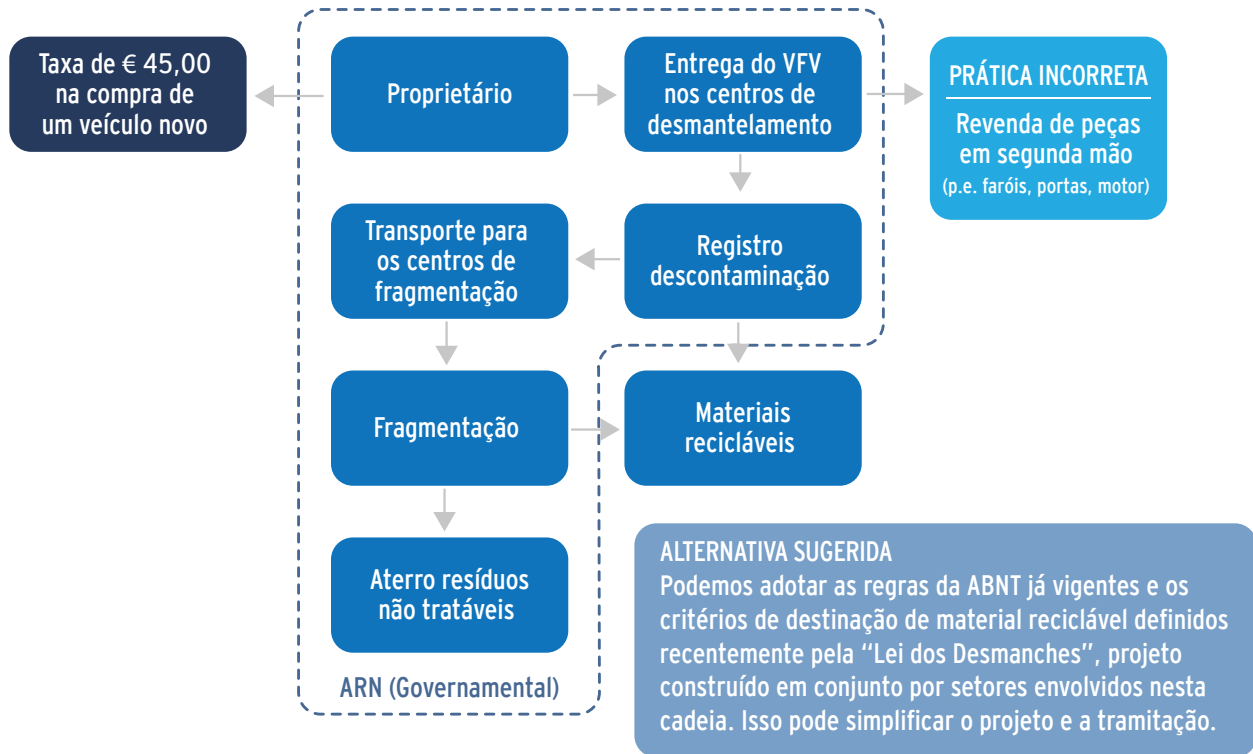 Taxa de € 45,00
na compra de
um veículo novo
Proprietário
Entrega do VFV
nos centros de
desmantelamento
PRÁTICA INCORRETA
Revenda de peças
em segunda mão
(p.e. faróis, portas, motor)
Transporte para
os centros de
fragmentação
Registro
descontaminação
Fragmentação
Materiais
recicláveis
Aterro resíduos
não tratáveis
ARN (Governamental)
ALTERNATIVA SUGERIDA
Podemos adotar as regras da ABNT já vigentes e os
critérios de destinação de material reciclável definidos
recentemente pela “Lei dos Desmanches”, projeto
construído em conjunto por setores envolvidos nesta
cadeia. Isso pode simplificar o projeto e a tramitação.